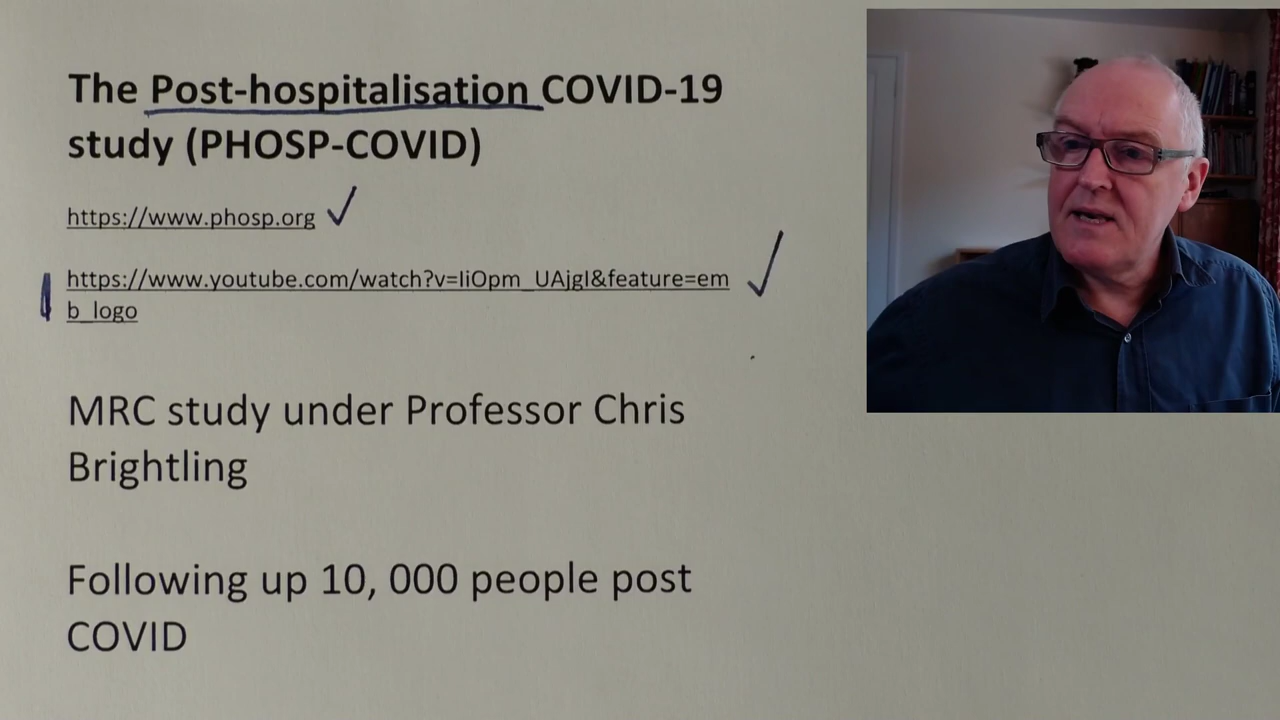 The Post-hospitalisation COVID-19
study (PHOSP-COVID)
https://www.phosp.org
https://www.youtube.com/watch?v=IiOpm_UAjgI&feature=em
b_logo
MRC study under Professor Chris
Brightling
Following up 10, 000 people post
COVID